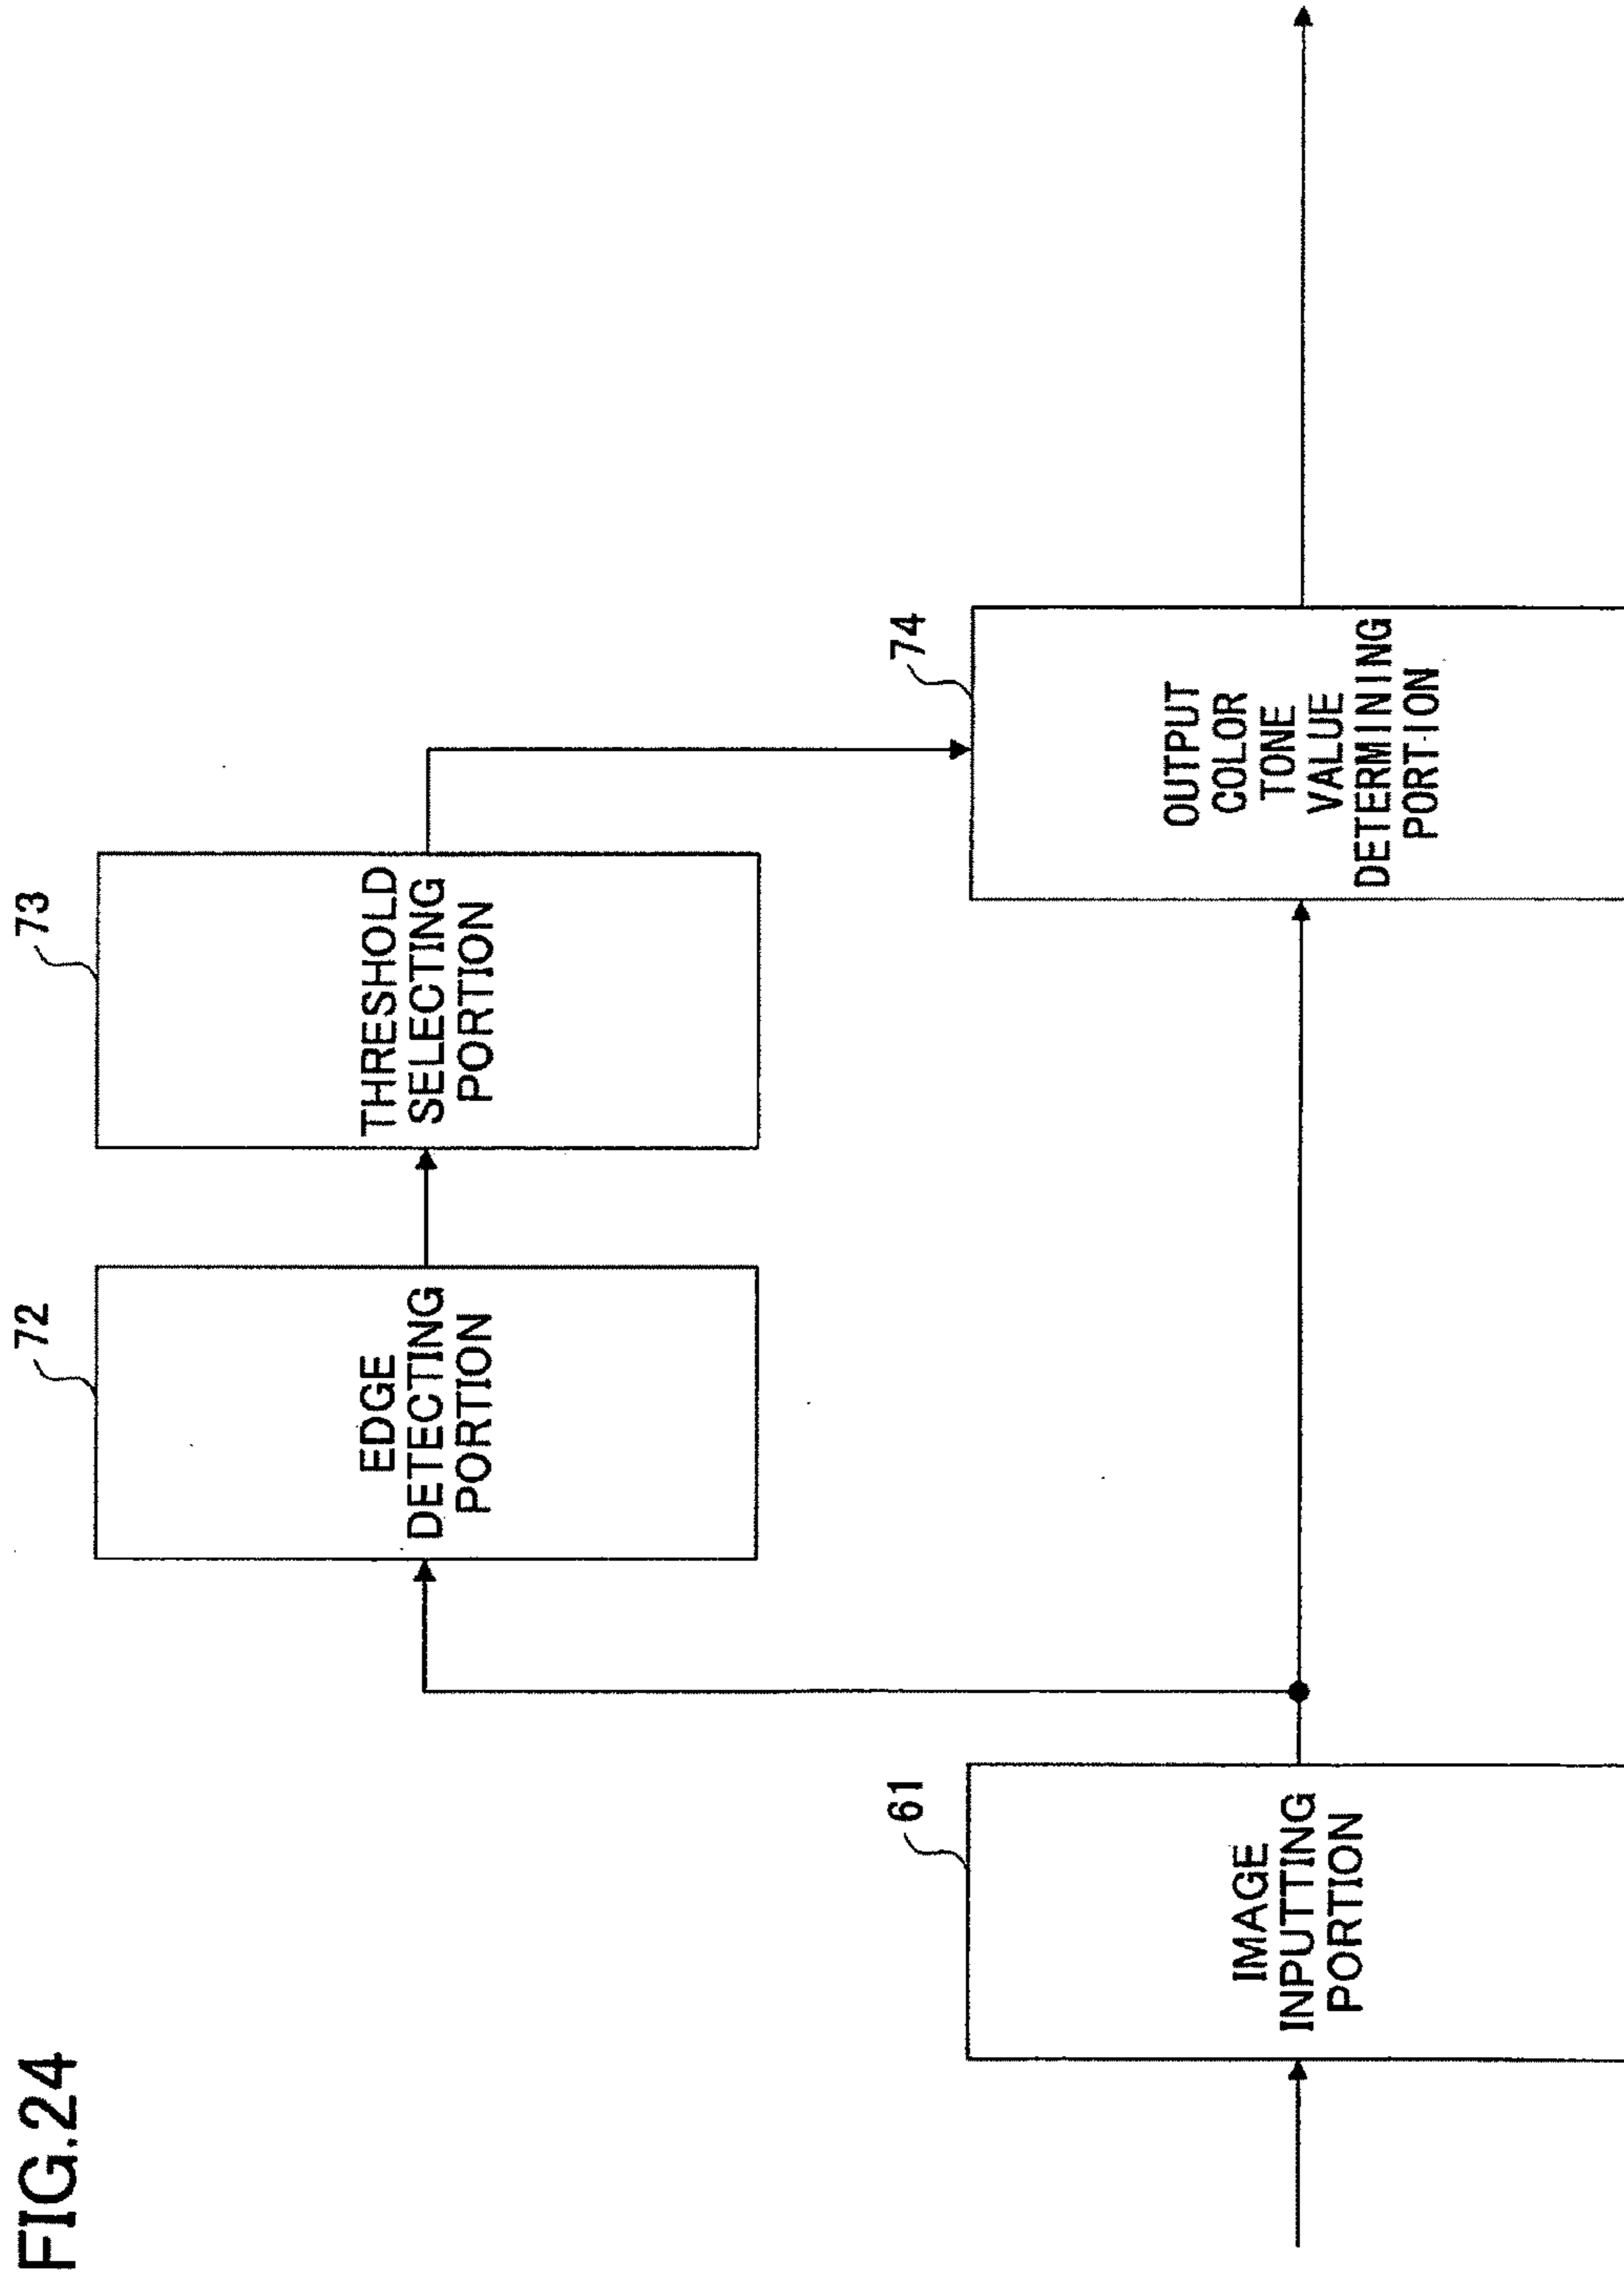 FIG.24
72
EDGE
DETECTING
PORTION
73
THRESHOLD
SELECTING
PORTION
61
IMAGE
INPUTTING
PORTION
74
OUTPUT
COLOR
TONE
VALUE
DETERMINING
PORTION